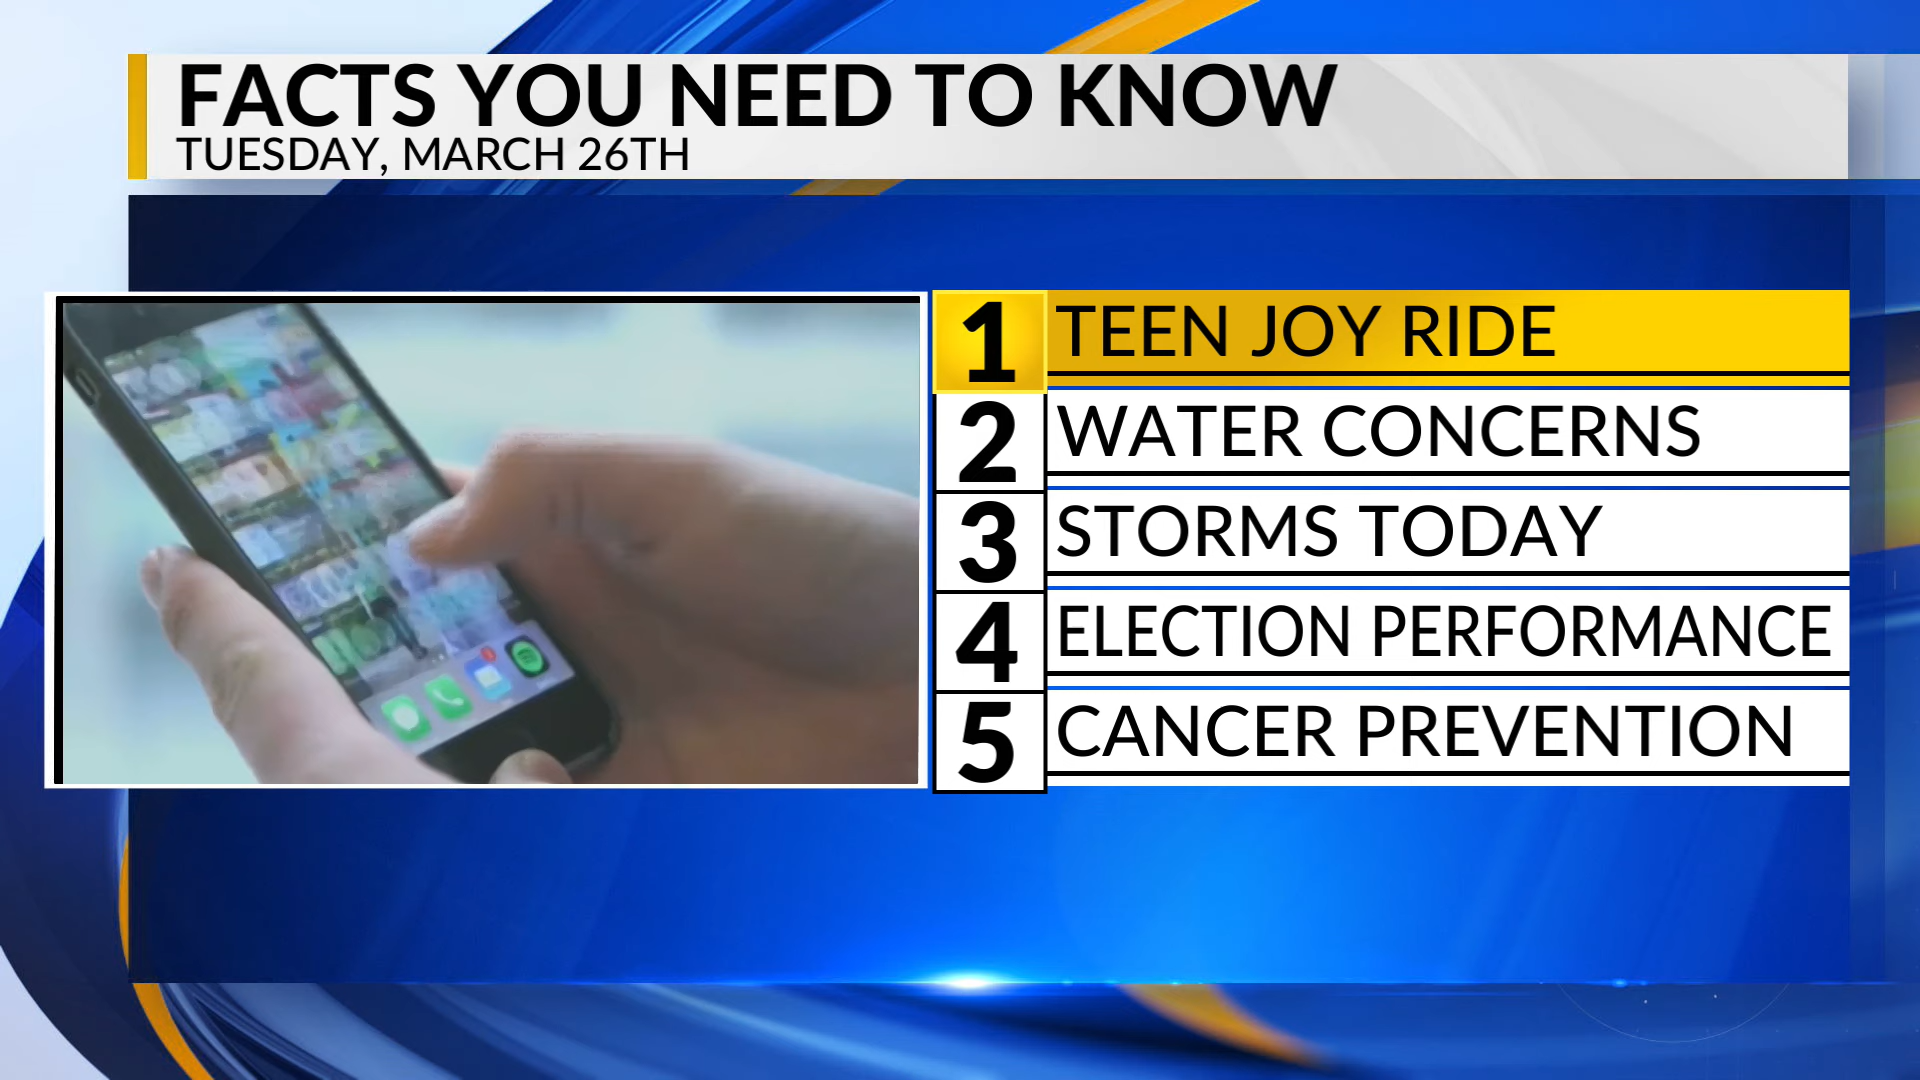 FACTS YOU NEED TO KNOW
TUESDAY, MARCH 26TH
1 TEEN JOY RIDE
2 WATER CONCERNS
3 STORMS TODAY
4 ELECTION PERFORMANCE
5 CANCER PREVENTION